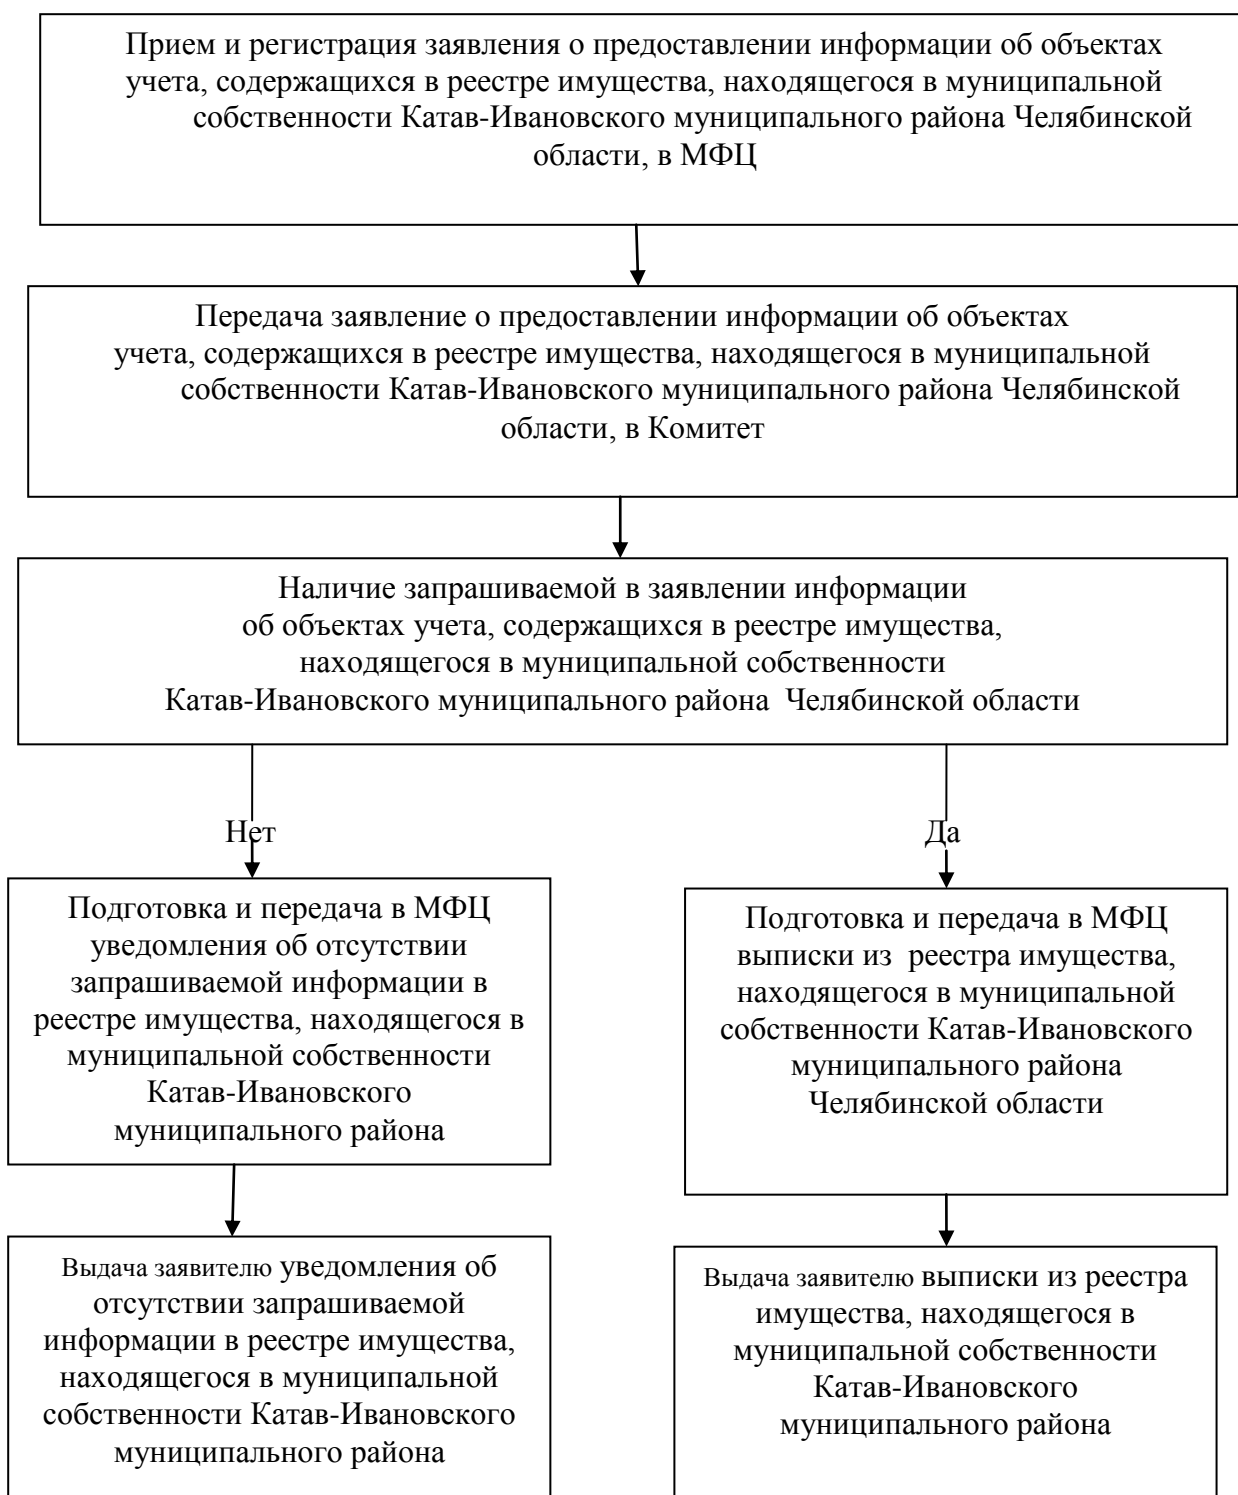 Прием и регистрация заявления о предоставлении информации об объектах
учета, содержащихся в реестре имущества, находящегося в муниципальной
собственности Катав-Ивановского муниципального района Челябинской
области, в МФЦ
Передача заявление о предоставлении информации об объектах
учета, содержащихся в реестре имущества, находящегося в муниципальной
собственности Катав-Ивановского муниципального района Челябинской
области, в Комитет
Наличие запрашиваемой в заявлении информации
об объектах учета, содержащихся в реестре имущества,
находящегося в муниципальной собственности
Катав-Ивановского муниципального района Челябинской области
Нет
Да
Подготовка и передача в МФЦ
уведомления об отсутствии
запрашиваемой информации в
реестре имущества, находящегося в
муниципальной собственности
Катав-Ивановского
муниципального района
Подготовка и передача в МФЦ
выписки из реестра имущества,
находящегося в муниципальной
собственности Катав-Ивановского
муниципального района
Челябинской области
Выдача заявителю уведомления об
отсутствии запрашиваемой
информации в реестре имущества,
находящегося в муниципальной
собственности Катав-Ивановского
муниципального района
Выдача заявителю выписки из реестра
имущества, находящегося в
муниципальной собственности
Катав-Ивановского
муниципального района